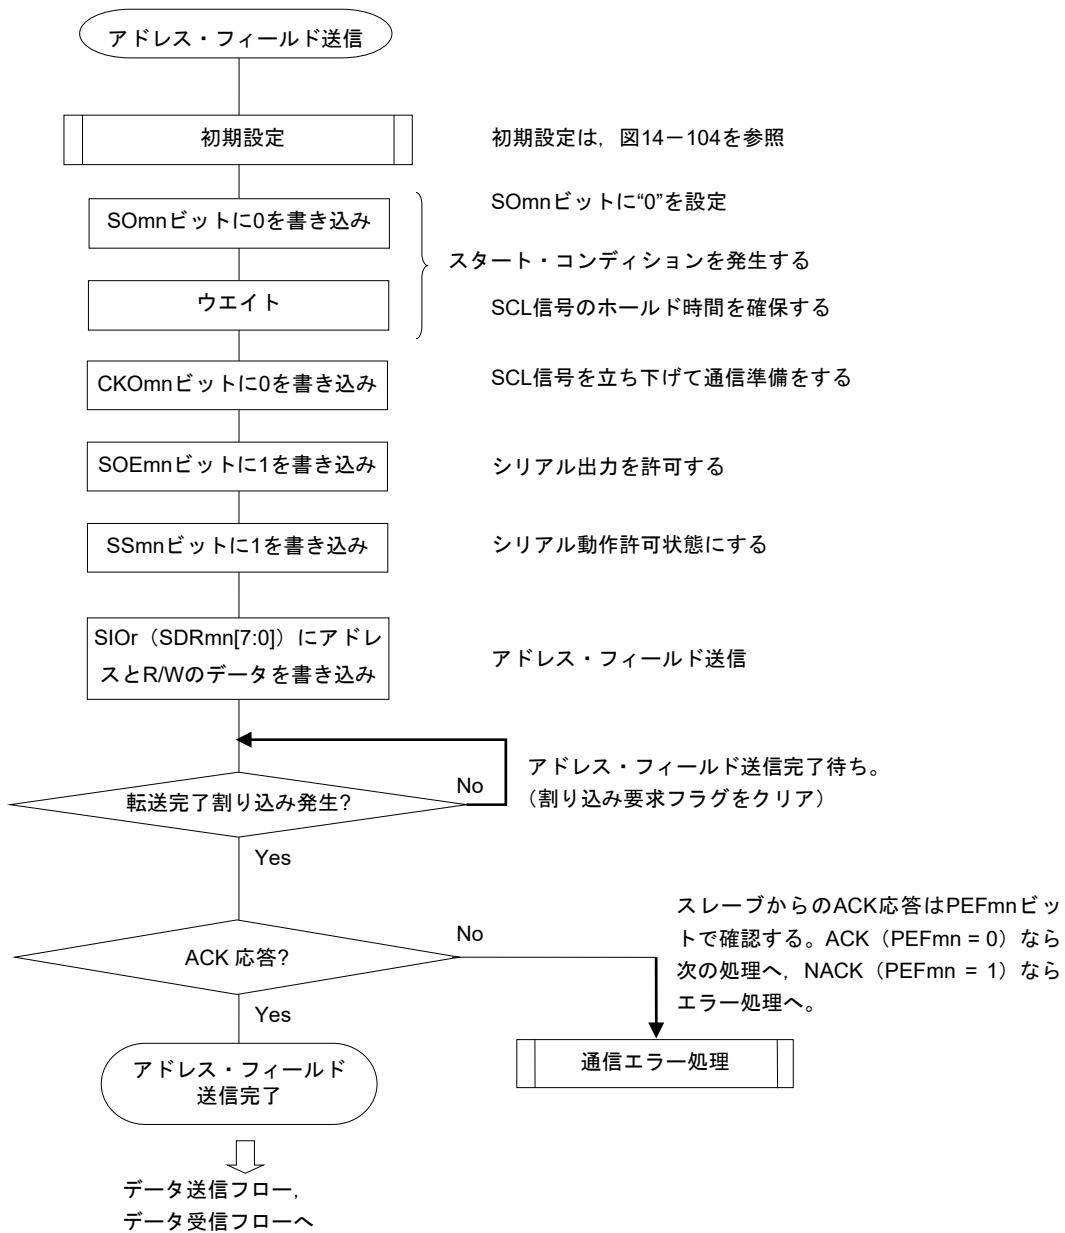 アドレス・フィールド送信
初期設定
初期設定は，図14－104を参照
SOmnビットに0を書き込み
SOmnビットに“0”を設定
スタート・コンディションを発生する
ウエイト
SCL信号のホールド時間を確保する
CKOmnビットに0を書き込み
SCL信号を立ち下げて通信準備をする
SOEmnビットに1を書き込み
シリアル出力を許可する
SSmnビットに1を書き込み
シリアル動作許可状態にする
SIOr（SDRmn[7:0]）にアドレ
スとR/Wのデータを書き込み
アドレス・フィールド送信
転送完了割り込み発生?
No
アドレス・フィールド送信完了待ち。
（割り込み要求フラグをクリア）
Yes
ACK 応答?
No
スレーブからのACK応答はPEFmnビッ
トで確認する。ACK（PEFmn = 0）なら
次の処理へ，NACK（PEFmn = 1）なら
エラー処理へ。
Yes
通信エラー処理
アドレス・フィールド
送信完了
データ送信フロー，
データ受信フローへ